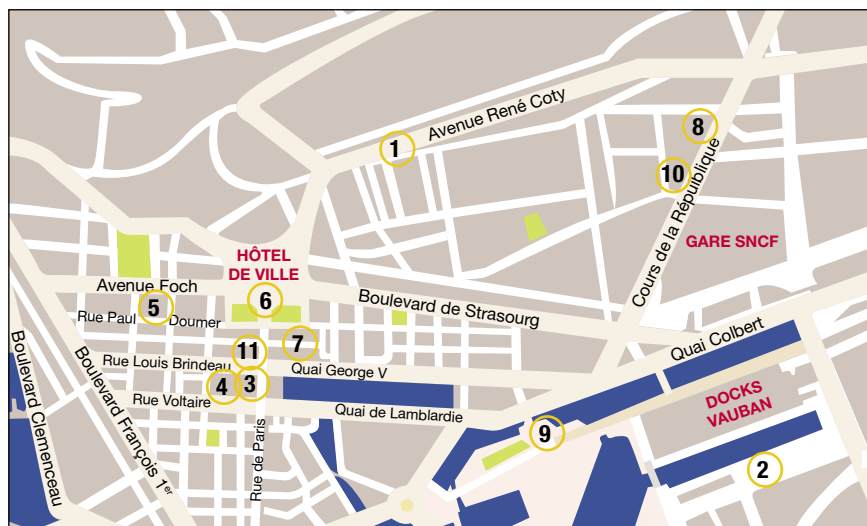 Avenue René Coty
1
8
10
Cours de la Répuiblique
GARE SNCF
HÔTEL
DE VILLE
Avenue Foch
6
5
Boulevard de Strasourg
Rue Paul Doumer
7
11
Quai Colbert
Rue Louis Brindeau
Quai George V
4
3
Rue Voltaire
Quai de Lamblardie
DOCKS
VAUBAN
9
2
Rue de Paris
Boulevard François 1er
Boulevard Clemenceau